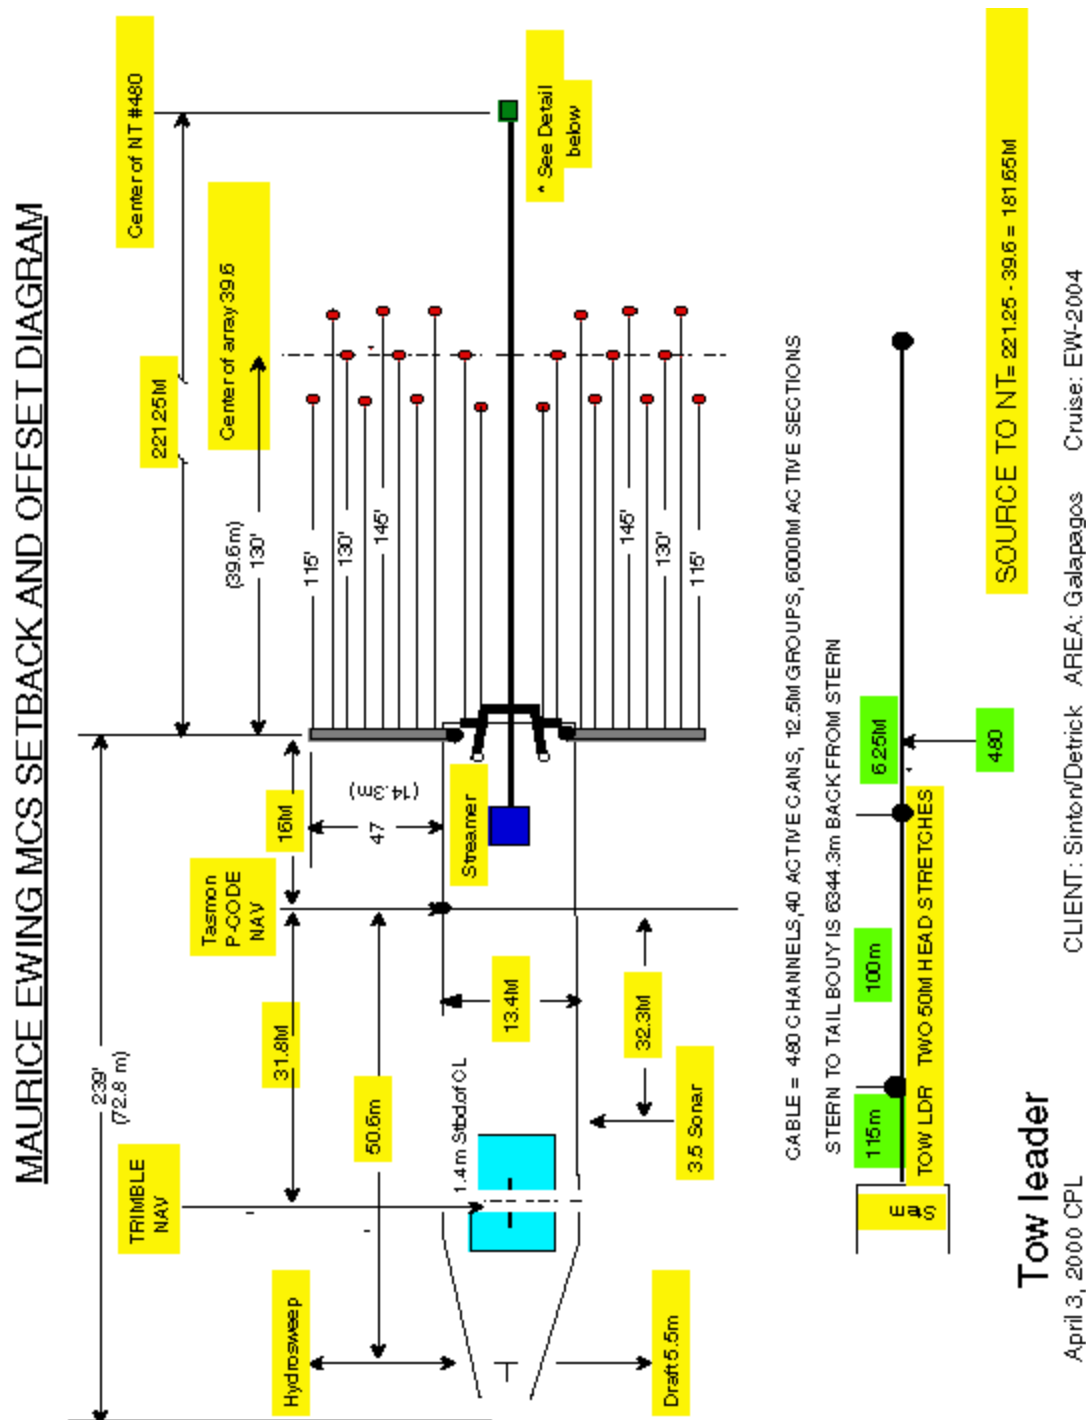 MAURICE EWING MCS SETBACK AND OFFSET DIAGRAM
239'
(72.8 m)
221.25M
Center of NT #480
TRIMBLE
NAV
31.8M
Tasmon
P-CODE
NAV
16M
(39.6m)
130'
Center of array 39.6
Hydrosweep
50.6m
47
(14.3m)
115'
130'
145'
1.4m Stbd.of CL
13.4M
Streamer
* See Detail
below
Draft 5.5m
3.5 Sonar
32.3M
145'
130'
115'
CABLE = 480 CHANNELS,40 ACTIVE CANS, 12.5M GROUPS, 6000M ACTIVE SECTIONS
STERN TO TAIL BOUY IS 6344.3m BACK FROM STERN
115m
100m
6.25M
Stern
TOW LDR
TWO 50M HEAD STRETCHES
480
SOURCE TO NT= 221.25 - 39.6 = 181.65M
Tow leader
April 3, 2000 CPL
CLIENT: Sinton/Detrick
AREA: Galapagos
Cruise: EW-2004